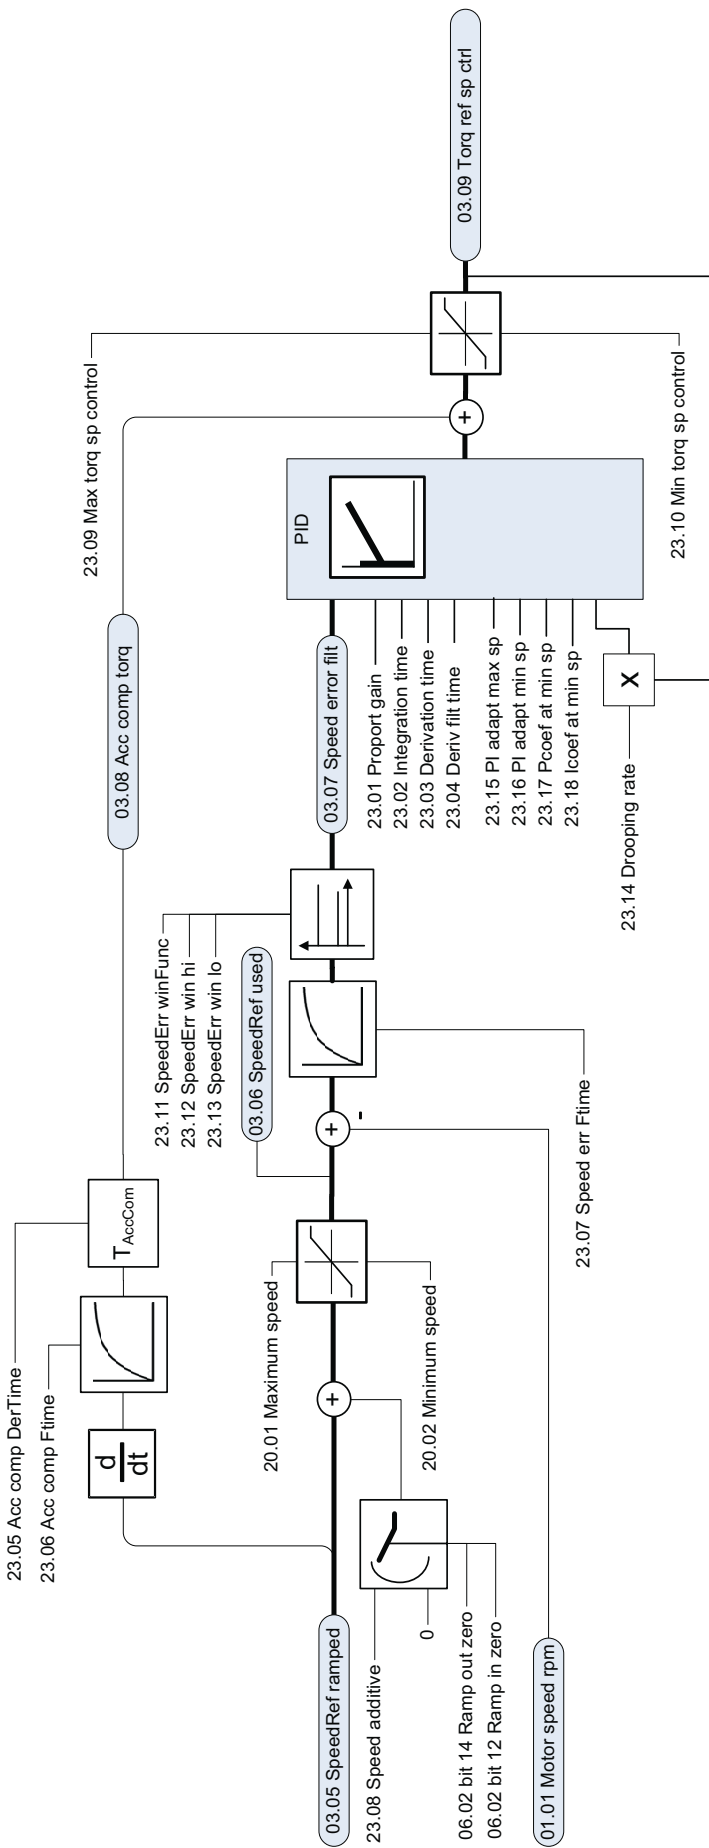 23.05 Acc comp DerTime
23.06 Acc comp Ftime
d
dt
TAccCom
03.08 Acc comp torq
23.09 Max torq sp control
03.05 SpeedRef ramped
23.08 Speed additive
0
06.02 bit 14 Ramp out zero
06.02 bit 12 Ramp in zero
01.01 Motor speed rpm
+
20.01 Maximum speed
20.02 Minimum speed
03.06 SpeedRef used
+
-
23.07 Speed err Ftime
23.11 SpeedErr winFunc
23.12 SpeedErr win hi
23.13 SpeedErr win lo
03.07 Speed error filt
23.01 Proport gain
23.02 Integration time
23.03 Derivation time
23.04 Deriv filt time
23.15 PI adapt max sp
23.16 PI adapt min sp
23.17 Pcoef at min sp
23.18 Icoef at min sp
23.14 Drooping rate
X
PID
+
23.10 Min torq sp control
03.09 Torq ref sp ctrl